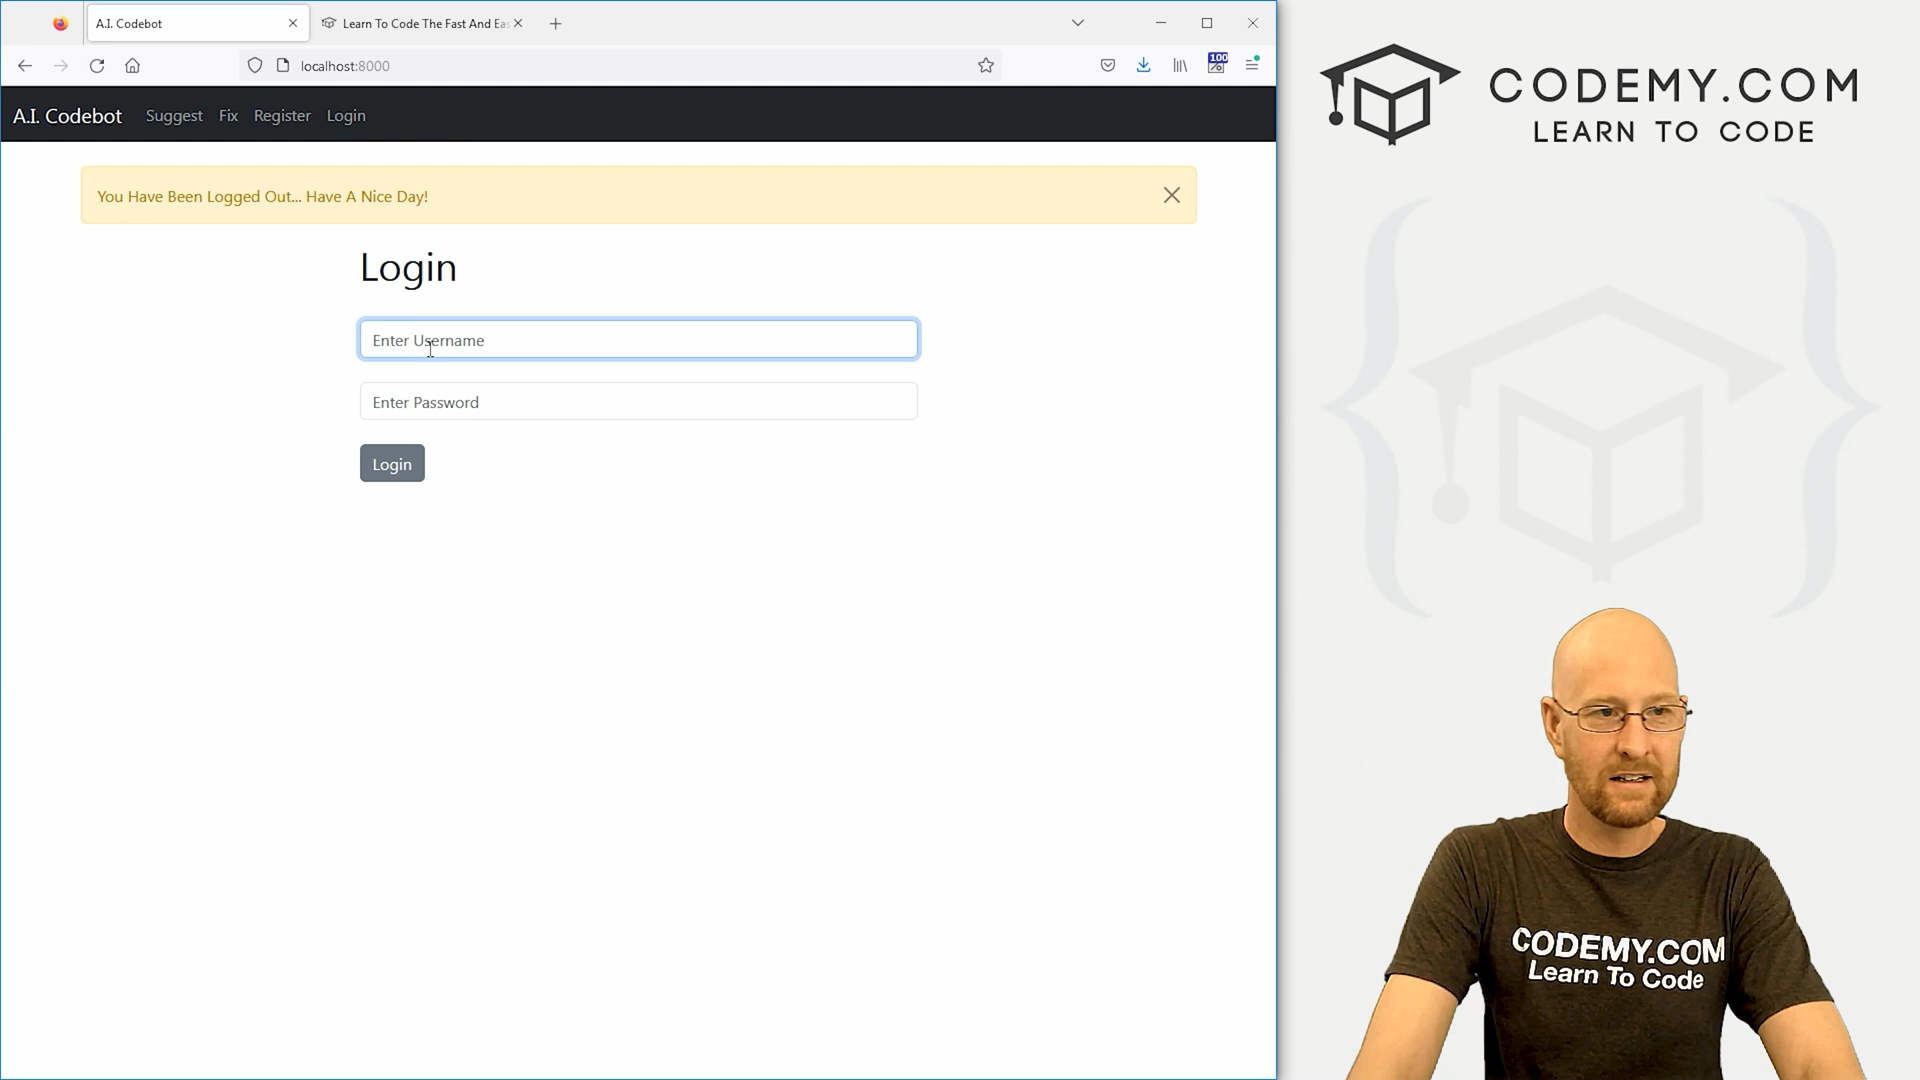 A.I. Codebot
Learn To Code The Fast And Eas
localhost:8000
100
A.I. Codebot Suggest Fix Register Login
You Have Been Logged Out... Have A Nice Day!
Login
Enter Username
Enter Password
Login
CODEMY.COM
LEARN TO CODE
CODEMY.COM
Learn To Code